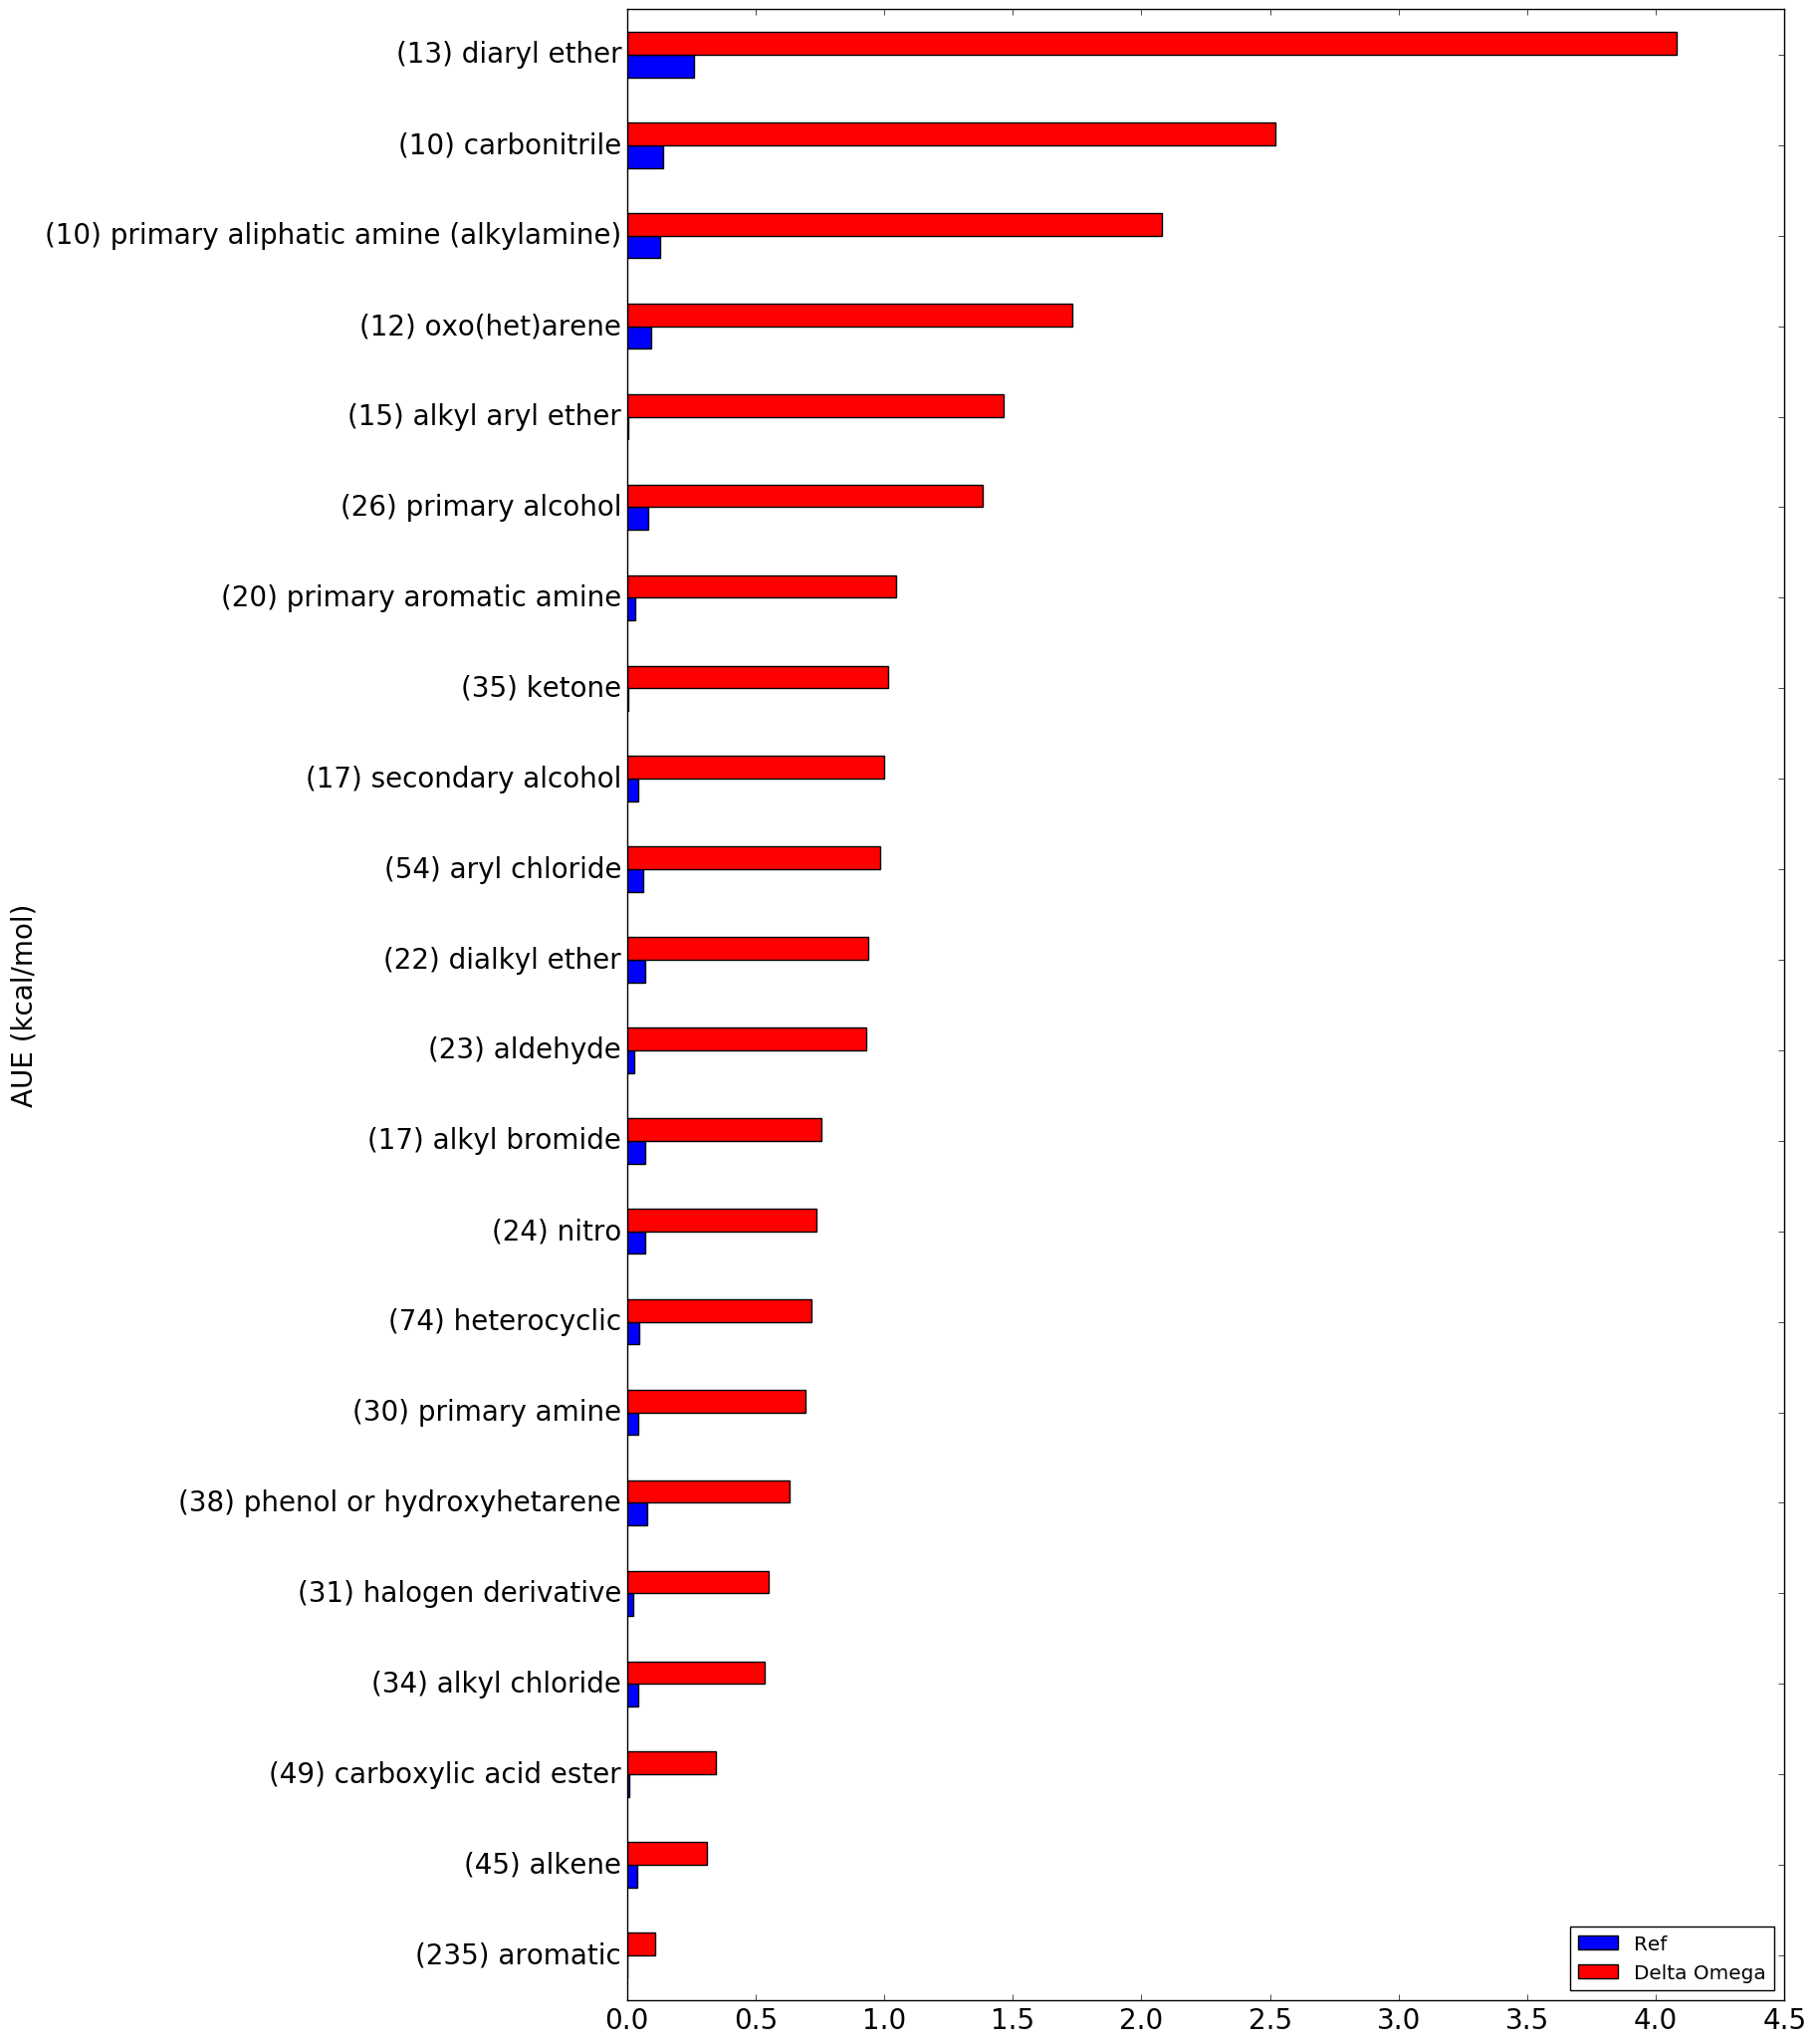 (13) diaryl ether
(10) carbonitrile
(10) primary aliphatic amine (alkylamine)
(12) oxo(het)arene
(15) alkyl aryl ether
(26) primary alcohol
(20) primary aromatic amine
(35) ketone
(17) secondary alcohol
(54) aryl chloride
(22) dialkyl ether
(23) aldehyde
(17) alkyl bromide
(24) nitro
(74) heterocyclic
(30) primary amine
(38) phenol or hydroxyhetarene
(31) halogen derivative
(34) alkyl chloride
(49) carboxylic acid ester
(45) alkene
(235) aromatic
AUE (kcal/mol)
Ref
Delta Omega
0.0 0.5 1.0 1.5 2.0 2.5 3.0 3.5 4.0 4.5